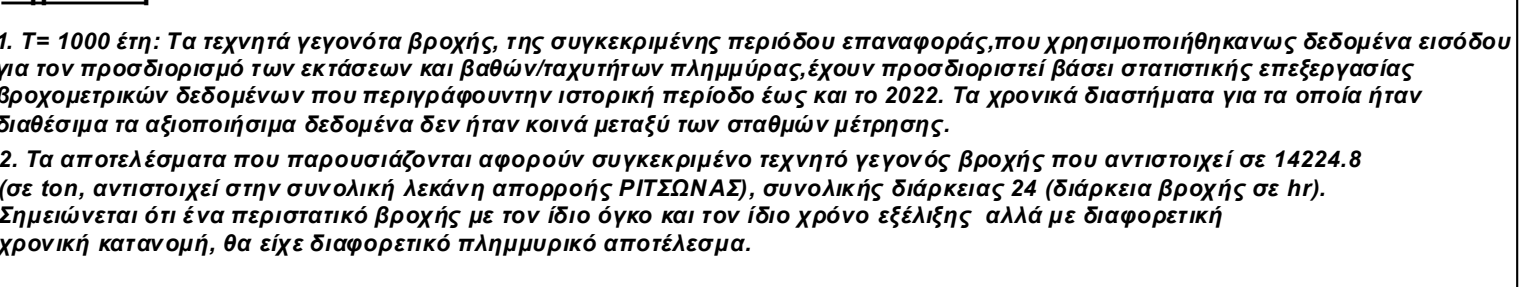 1. Τ= 1000 έτη: Τα τεχνητά γεγονότα βροχής, της συγκεκριμένης περιόδου επαναφοράς,που χρησιμοποιήθηκανως δεδομένα εισόδου
για τον προσδιορισμό των εκτάσεων και βαθών/ταχυτήτων πλημμύρας,έχουν προσδιοριστεί βάσει στατιστικής επεξεργασίας
βροχομετρικών δεδομένων που περιγράφουντην ιστορική περίοδο έως και το 2022. Τα χρονικά διαστήματα για τα οποία ήταν
διαθέσιμα τα αξιοποιήσιμα δεδομένα δεν ήταν κοινά μεταξύ των σταθμών μέτρησης.
2. Τα αποτελέσματα που παρουσιάζονται αφορούν συγκεκριμένο τεχνητό γεγονός βροχής που αντιστοιχεί σε 14224.8
(σε ton, αντιστοιχεί στην συνολική λεκάνη απορροής ΡΙΤΣΩΝΑΣ), συνολικής διάρκειας 24 (διάρκεια βροχής σε hr).
Σημειώνεται ότι ένα περιστατικό βροχής με τον ίδιο όγκο και τον ίδιο χρόνο εξέλιξης αλλά με διαφορετική
χρονική κατανομή, θα είχε διαφορετικό πλημμυρικό αποτέλεσμα.